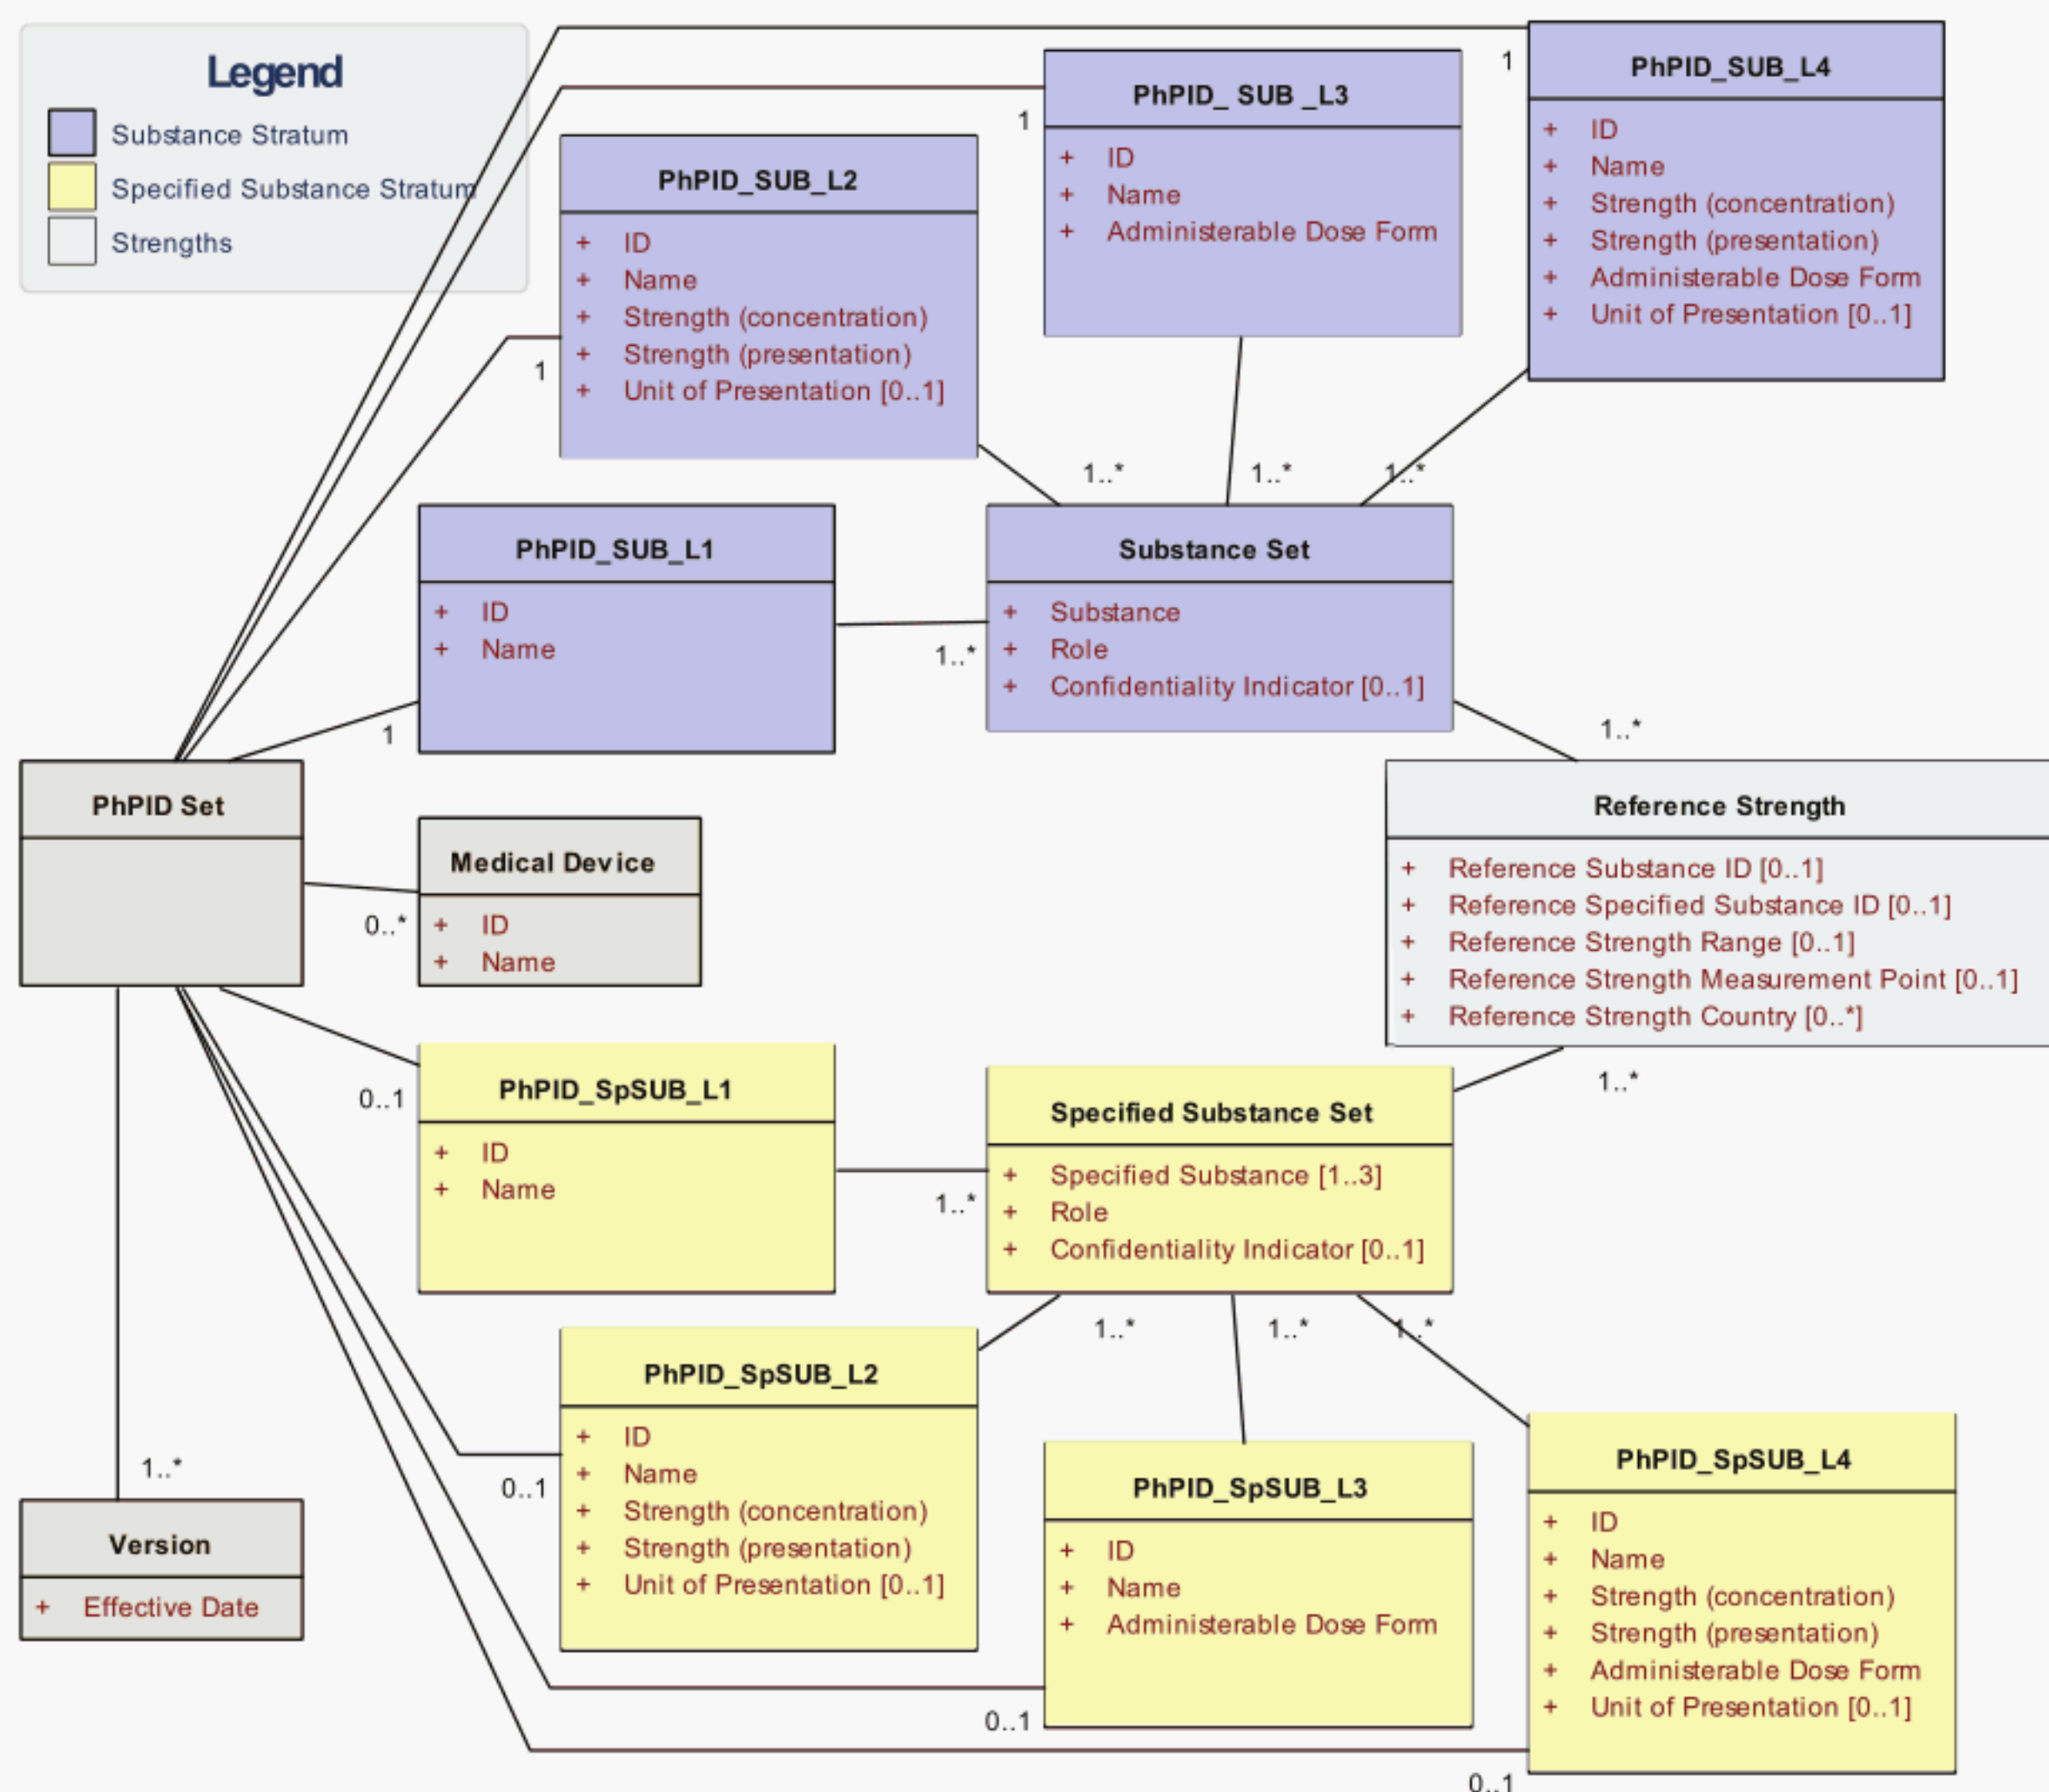 Legend
Substance Stratum
Specified Substance Stratum
Strengths
1
PhPID_SUB_L4
+ ID
+ Name
+ Strength (concentration)
+ Strength (presentation)
+ Administerable Dose Form
+ Unit of Presentation [0..1]
1
PhPID_ SUB _L3
+ ID
+ Name
+ Administerable Dose Form
1
PhPID_SUB_L2
+ ID
+ Name
+ Strength (concentration)
+ Strength (presentation)
+ Unit of Presentation [0..1]
1..*
1..*
1..*
1
PhPID_SUB_L1
+ ID
+ Name
1..*
Substance Set
+ Substance
+ Role
+ Confidentiality Indicator [0..1]
1..*
PhPID Set
0..*
Medical Device
+ ID
+ Name
Reference Strength
+ Reference Substance ID [0..1]
+ Reference Specified Substance ID [0..1]
+ Reference Strength Range [0..1]
+ Reference Strength Measurement Point [0..1]
+ Reference Strength Country [0..*]
1..*
0..1
PhPID_SpSUB_L1
+ ID
+ Name
1..*
Specified Substance Set
+ Specified Substance [1..3]
+ Role
+ Confidentiality Indicator [0..1]
1..*
1..*
1..*
0..1
PhPID_SpSUB_L2
+ ID
+ Name
+ Strength (concentration)
+ Strength (presentation)
+ Unit of Presentation [0..1]
0..1
PhPID_SpSUB_L3
+ ID
+ Name
+ Administerable Dose Form
0..1
PhPID_SpSUB_L4
+ ID
+ Name
+ Strength (concentration)
+ Strength (presentation)
+ Administerable Dose Form
+ Unit of Presentation [0..1]
1..*
Version
+ Effective Date